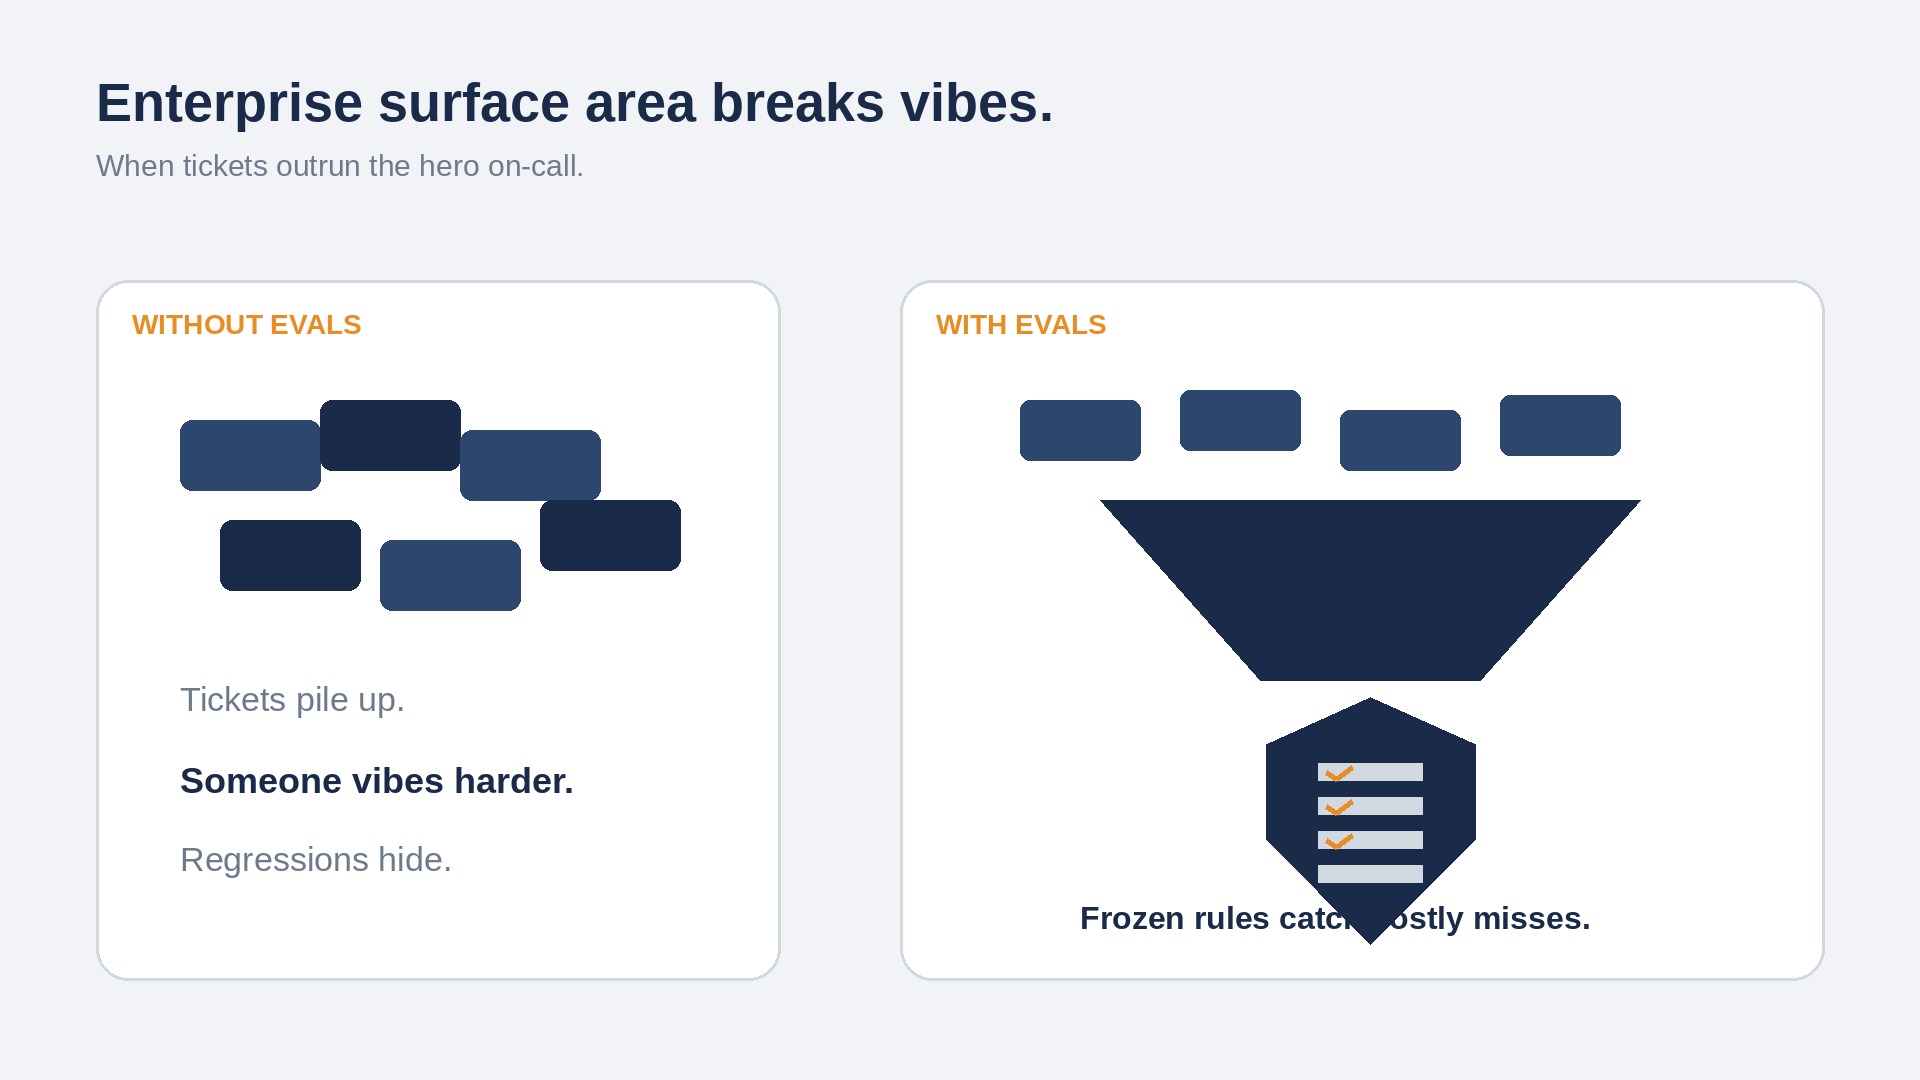 Enterprise surface area breaks vibes.
When tickets outrun the hero on-call.
WITHOUT EVALS
Tickets pile up.
Someone vibes harder.
Regressions hide.
WITH EVALS
Frozen rules misses.